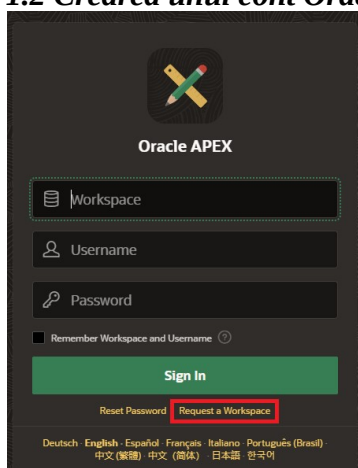 1.2 Crearea unui cont Orac
Oracle APEX
Workspace
Username
Password
Remember Workspace and Username ?
Sign In
Reset Password Request a Workspace
Deutsch · English · Español · Français · Italiano · Português (Brasil) ·
中文 (繁體) · 中文 (简体) · 日本語 · 한국어